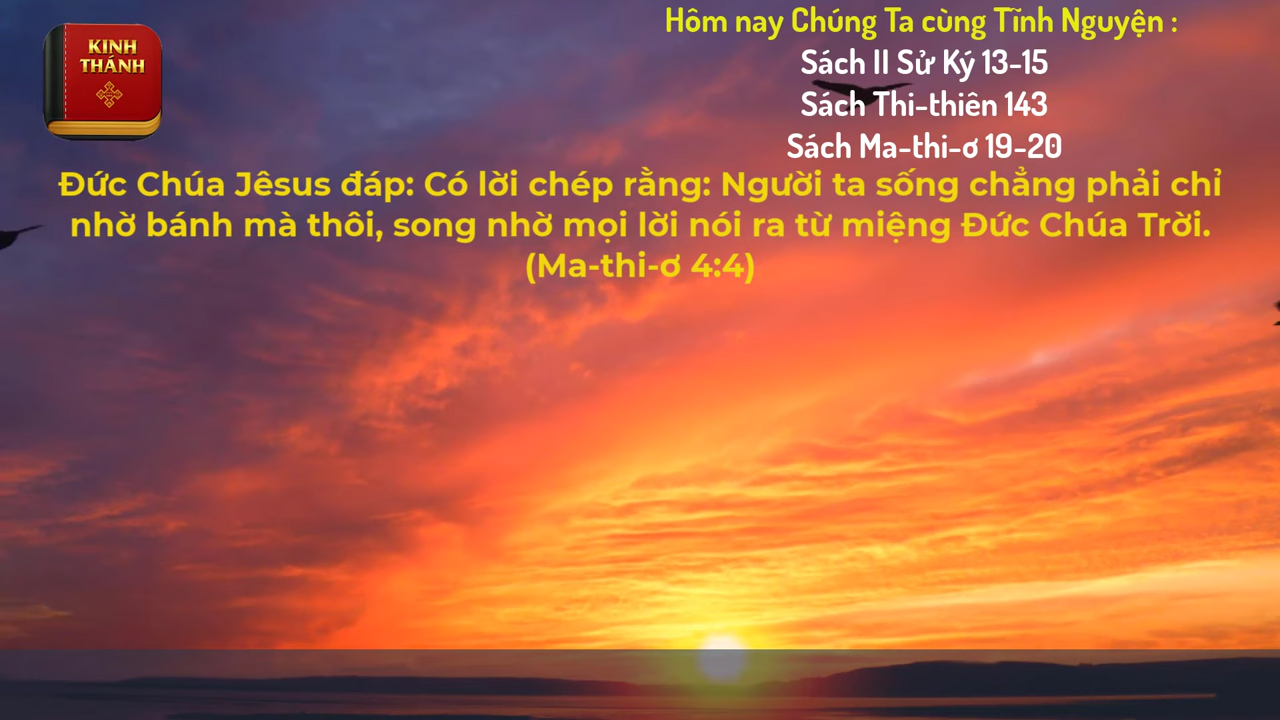 KINH
THÁNH
Hôm nay Chúng Ta cùng Tĩnh Nguyện :
Sách II Sử Ký 13-15
Sách Thi-thiên 143
Sách Ma-thi-ơ 19-20
Đức Chúa Jêsus đáp: Có lời chép rằng: Người ta sống chẳng phải chỉ
nhờ bánh mà thôi, song nhờ mọi lời nói ra từ miệng Đức Chúa Trời.
(Ma-thi-ơ 4:4)